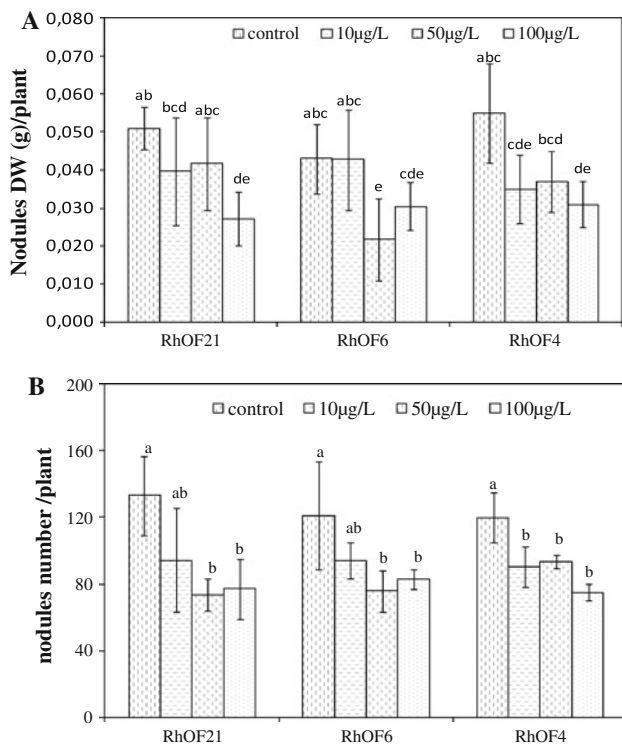 A
Nodules DW (g)/plant
0,080
0,070
0,060
0,050
0,040
0,030
0,020
0,010
0,000
control 10µg/L 50µg/L 100µg/L
ab bcd abc de
abc abc e cde
abc cde bcd de
RhOF21 RhOF6 RhOF4
B
nodules number /plant
200
160
120
80
40
0
control 10µg/L 50µg/L 100µg/L
a ab b b
a ab b b
a b b b
RhOF21 RhOF6 RhOF4